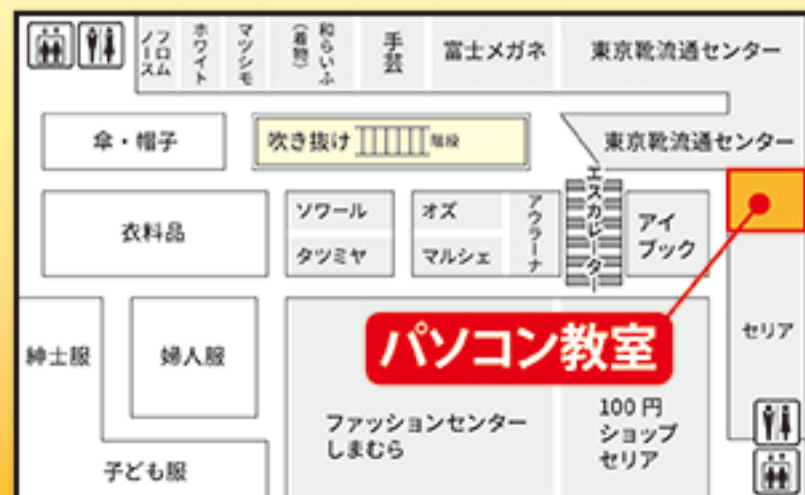 フロム
ノース
ホワイト
マツシモ
和らいふ
（着物）
手芸
富士メガネ
東京靴流通センター
傘・帽子
吹き抜け
階段
東京靴流通センター
衣料品
ソワール
タツミヤ
オズ
マルシェ
アウラーナ
エスカレーター
アイ
ブック
パソコン教室
セリア
紳士服
婦人服
ファッションセンター
しまむら
100円
ショップ
セリア
子ども服